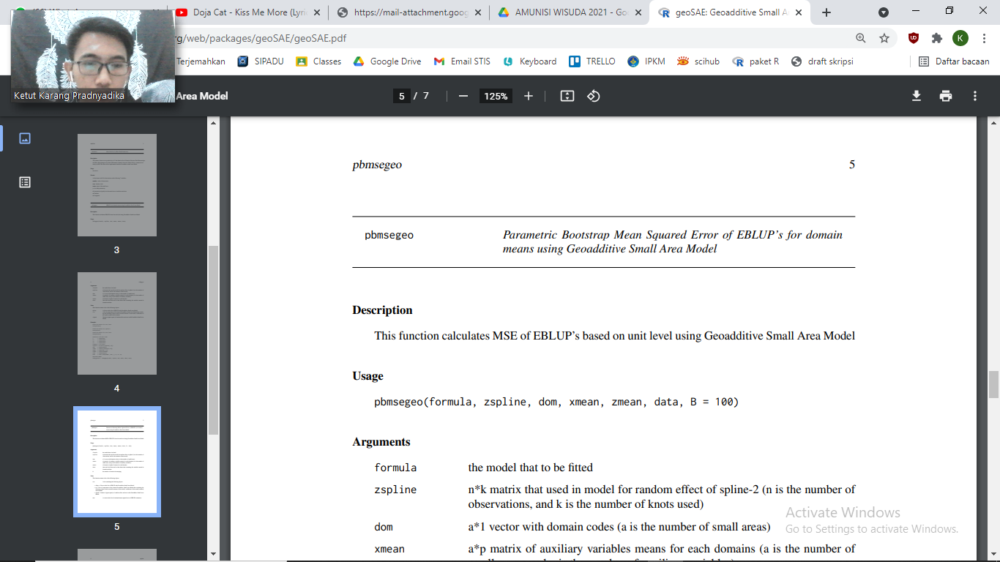 Doja Cat - Kiss Me More (Lyri
https://mail-attachment.goog
AMUNISI WISUDA 2021 - Go
geoSAE: Geoadditive Small A
rg/web/packages/geoSAE/geoSAE.pdf
K
Terjemahkan
SIPADU
Classes
Google Drive
Email STIS
Keyboard
TRELLO
IPKM
scihub
paket R
draft skripsi
Daftar bacaan
Ketut Karang Pradnyadika
Area Model
5 / 7
125%
3
4
5
pbmsegeo 5
pbmsegeo Parametric Bootstrap Mean Squared Error of EBLUP's for domain
means using Geoadditive Small Area Model
Description
This function calculates MSE of EBLUP's based on unit level using Geoadditive Small Area Model
Usage
pbmsegeo(formula, zspline, dom, xmean, zmean, data, B = 100)
Arguments
formula the model that to be fitted
zspline n*k matrix that used in model for random effect of spline-2 (n is the number of
observations, and k is the number of knots used)
dom a*1 vector with domain codes (a is the number of small areas)
xmean a*p matrix of auxiliary variables means for each domains (a is the number of
Activate Windows
Go to Settings to activate Windows.